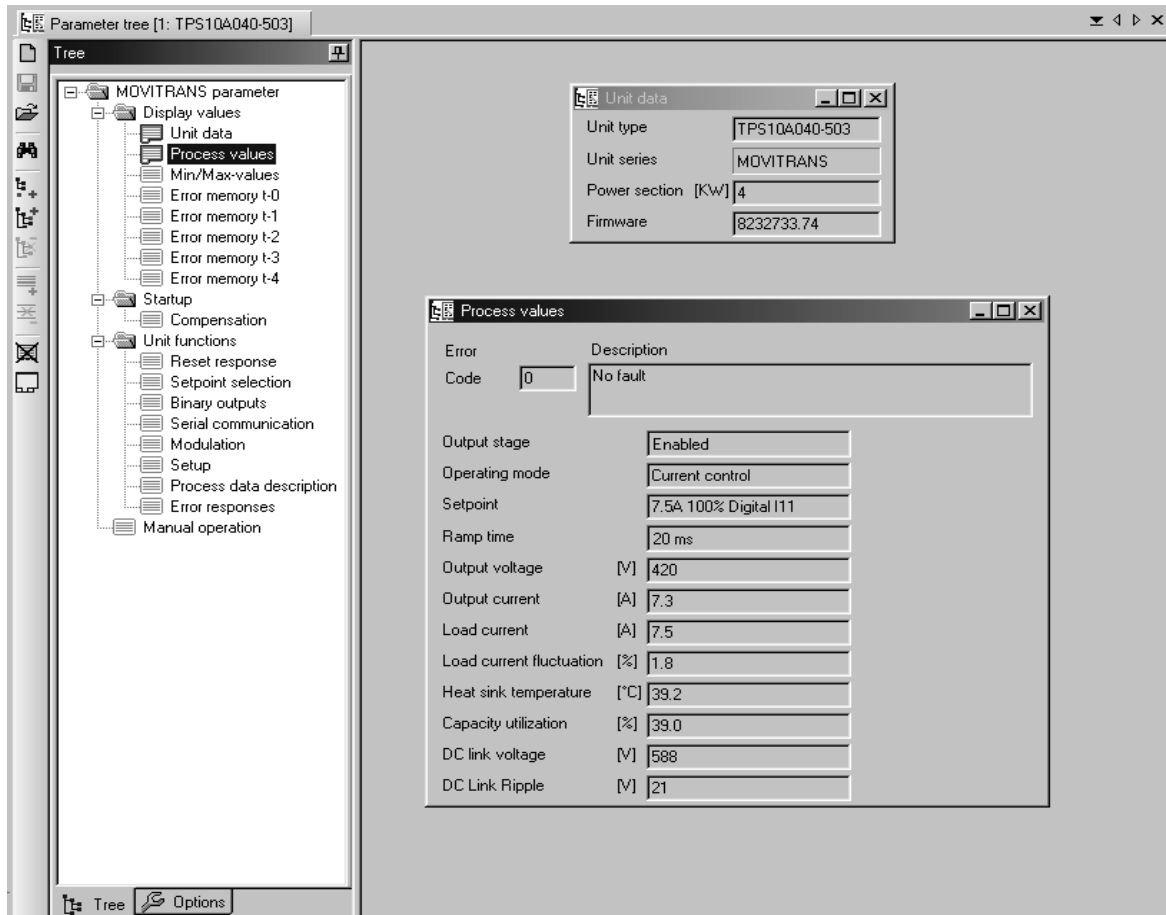 Parameter tree [1: TPS10A040-503]
Tree
MOVITRANS parameter
Display values
Unit data
Process values
Min/Max-values
Error memory t-0
Error memory t-1
Error memory t-2
Error memory t-3
Error memory t-4
Startup
Compensation
Unit functions
Reset response
Setpoint selection
Binary outputs
Serial communication
Modulation
Setup
Process data description
Error responses
Manual operation
Tree Options
Unit data
Unit type TPS10A040-503
Unit series MOVITRANS
Power section [KW] 4
Firmware 8232733.74
Process values
Error Description
Code 0 No fault
Output stage Enabled
Operating mode Current control
Setpoint 7.5A 100% Digital I11
Ramp time 20 ms
Output voltage [V] 420
Output current [A] 7.3
Load current [A] 7.5
Load current fluctuation [%] 1.8
Heat sink temperature [°C] 39.2
Capacity utilization [%] 39.0
DC link voltage [V] 588
DC Link Ripple [V] 21